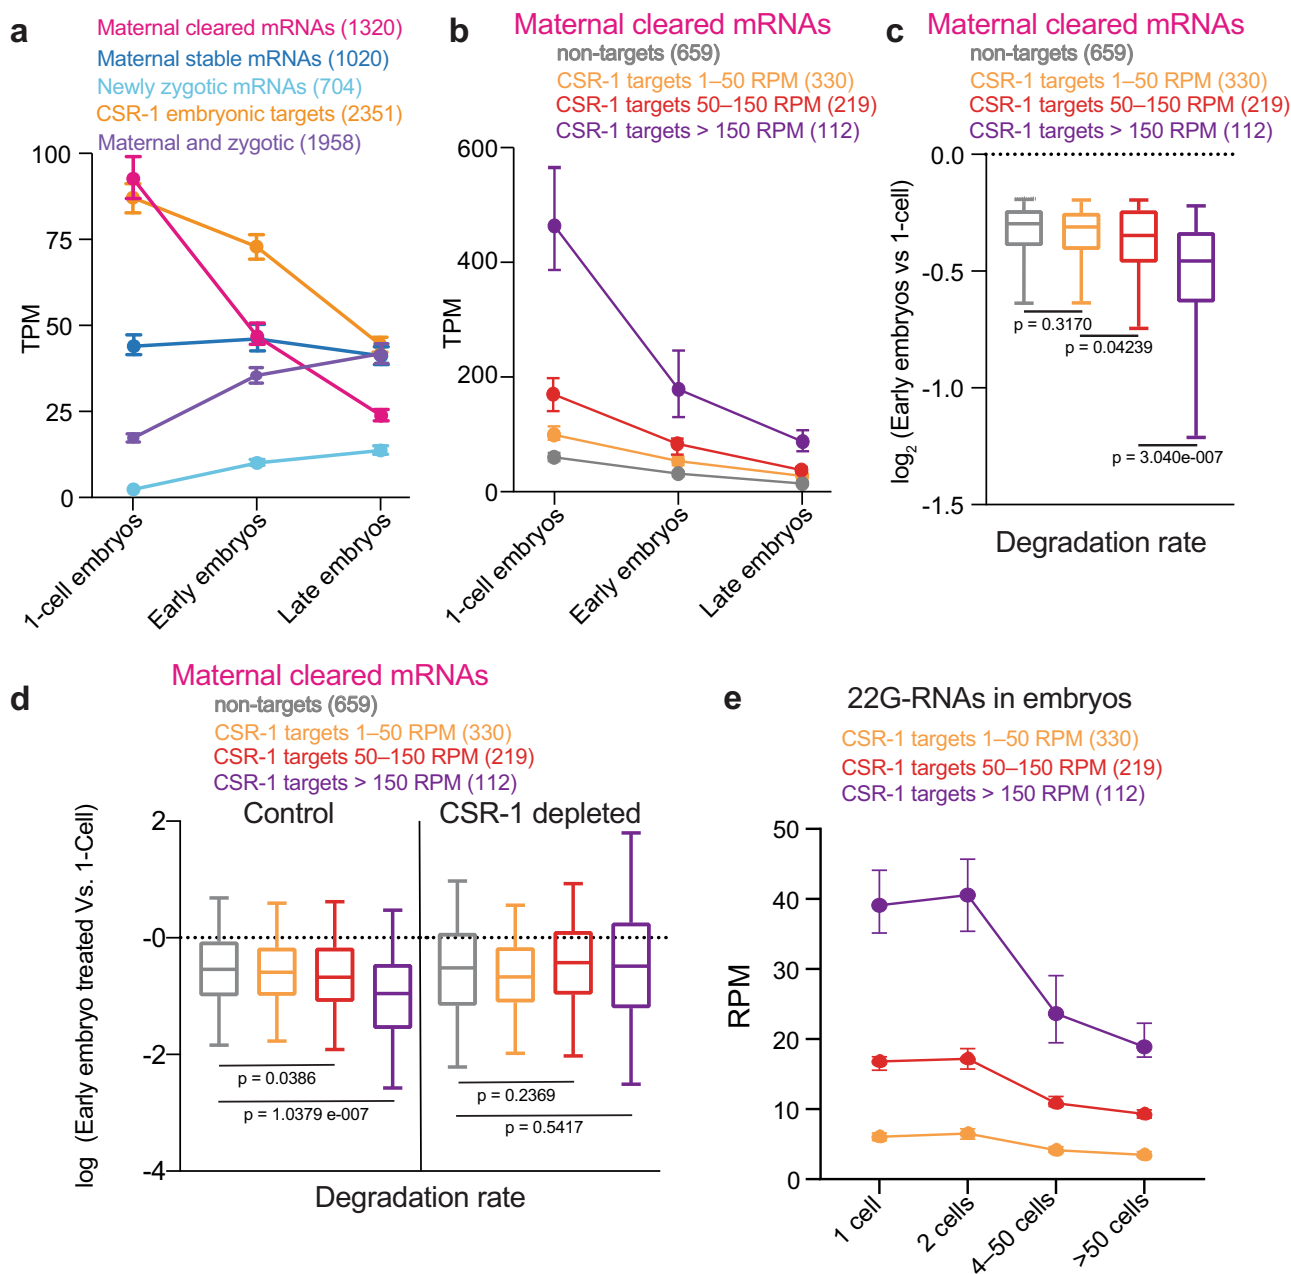 a
Maternal cleared mRNAs (1320)
Maternal stable mRNAs (1020)
Newly zygotic mRNAs (704)
CSR-1 embryonic targets (2351)
Maternal and zygotic (1958)
100
75
50
25
0
TPM
1-cell embryos
Early embryos
Late embryos
b
Maternal cleared mRNAs
non-targets (659)
CSR-1 targets 1–50 RPM (330)
CSR-1 targets 50–150 RPM (219)
CSR-1 targets > 150 RPM (112)
600
400
200
0
TPM
1-cell embryos
Early embryos
Late embryos
c
Maternal cleared mRNAs
non-targets (659)
CSR-1 targets 1–50 RPM (330)
CSR-1 targets 50–150 RPM (219)
CSR-1 targets > 150 RPM (112)
0.0
-0.5
-1.0
-1.5
log2 (Early embryos vs 1-cell)
p = 0.3170
p = 0.04239
p = 3.040e-007
Degradation rate
d
Maternal cleared mRNAs
non-targets (659)
CSR-1 targets 1–50 RPM (330)
CSR-1 targets 50–150 RPM (219)
CSR-1 targets > 150 RPM (112)
Control
CSR-1 depleted
2
-0
-2
-4
log (Early embryo treated Vs. 1-Cell)
p = 0.0386
p = 1.0379 e-007
p = 0.2369
p = 0.5417
Degradation rate
e
22G-RNAs in embryos
CSR-1 targets 1–50 RPM (330)
CSR-1 targets 50–150 RPM (219)
CSR-1 targets > 150 RPM (112)
50
40
30
20
10
0
RPM
1 cell
2 cells
4–50 cells
>50 cells